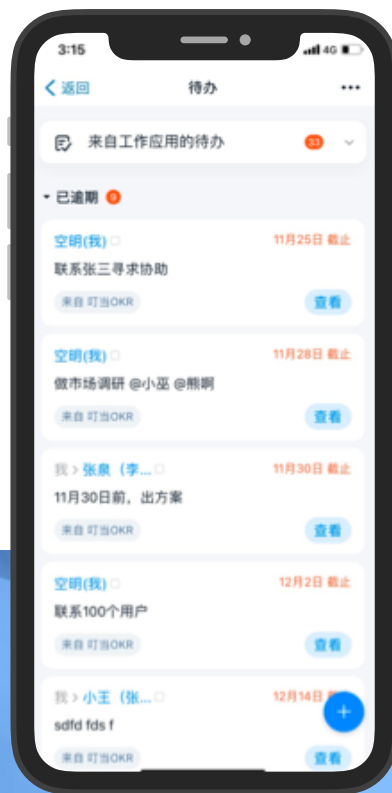 3:15
4G
返回
待办
来自工作应用的待办
33
已逾期 9
空明(我)
11月25日 截止
联系张三寻求协助
来自 叮当OKR
查看
空明(我)
11月28日 截止
做市场调研 @小巫 @熊啊
来自 叮当OKR
查看
我 > 张泉（李...
11月30日 截止
11月30日前，出方案
来自 叮当OKR
查看
空明(我)
12月2日 截止
联系100个用户
来自 叮当OKR
查看
我 > 小王（张...
12月14日
sdfd fds f
来自 叮当OKR
查看